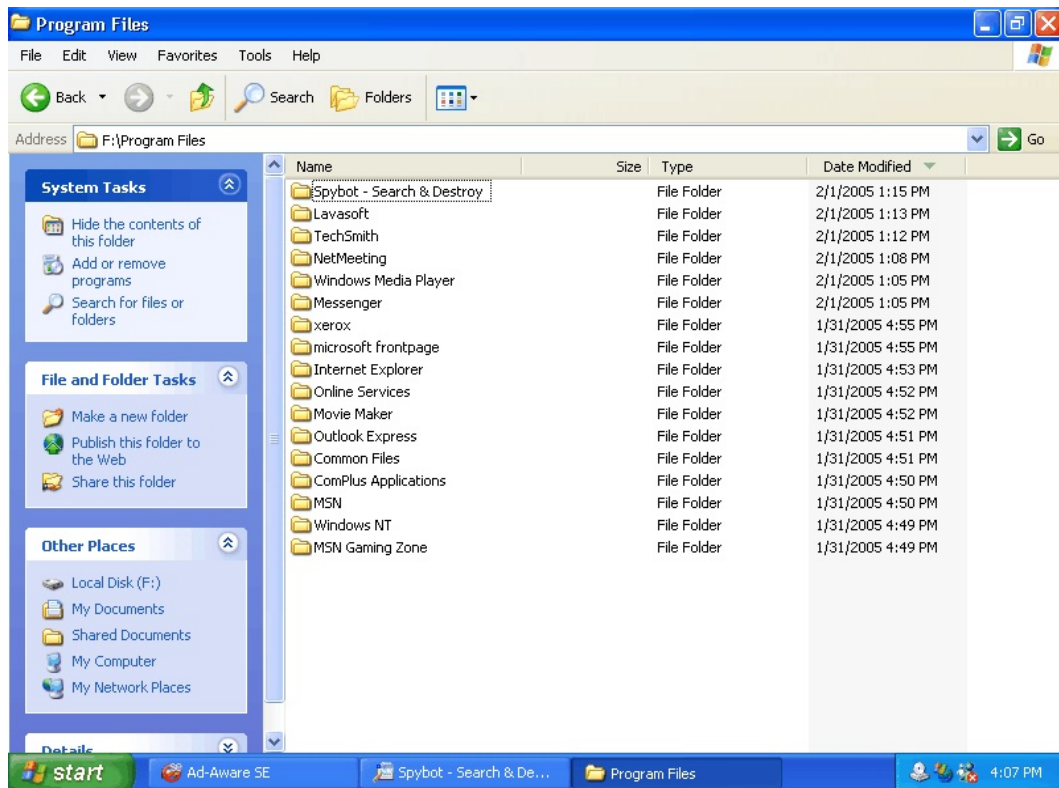 Program Files
File Edit View Favorites Tools Help
Back Search Folders
Address F:\Program Files Go
System Tasks
Hide the contents of
this folder
Add or remove
programs
Search for files or
folders
File and Folder Tasks
Make a new folder
Publish this folder to
the Web
Share this folder
Other Places
Local Disk (F:)
My Documents
Shared Documents
My Computer
My Network Places
Details
Name Size Type Date Modified
Spybot - Search & Destroy File Folder 2/1/2005 1:15 PM
Lavasoft File Folder 2/1/2005 1:13 PM
TechSmith File Folder 2/1/2005 1:12 PM
NetMeeting File Folder 2/1/2005 1:08 PM
Windows Media Player File Folder 2/1/2005 1:05 PM
Messenger File Folder 2/1/2005 1:05 PM
xerox File Folder 1/31/2005 4:55 PM
microsoft frontpage File Folder 1/31/2005 4:55 PM
Internet Explorer File Folder 1/31/2005 4:53 PM
Online Services File Folder 1/31/2005 4:52 PM
Movie Maker File Folder 1/31/2005 4:52 PM
Outlook Express File Folder 1/31/2005 4:51 PM
Common Files File Folder 1/31/2005 4:51 PM
ComPlus Applications File Folder 1/31/2005 4:50 PM
MSN File Folder 1/31/2005 4:50 PM
Windows NT File Folder 1/31/2005 4:49 PM
MSN Gaming Zone File Folder 1/31/2005 4:49 PM
start Ad-Aware SE Spybot - Search & De... Program Files 4:07 PM